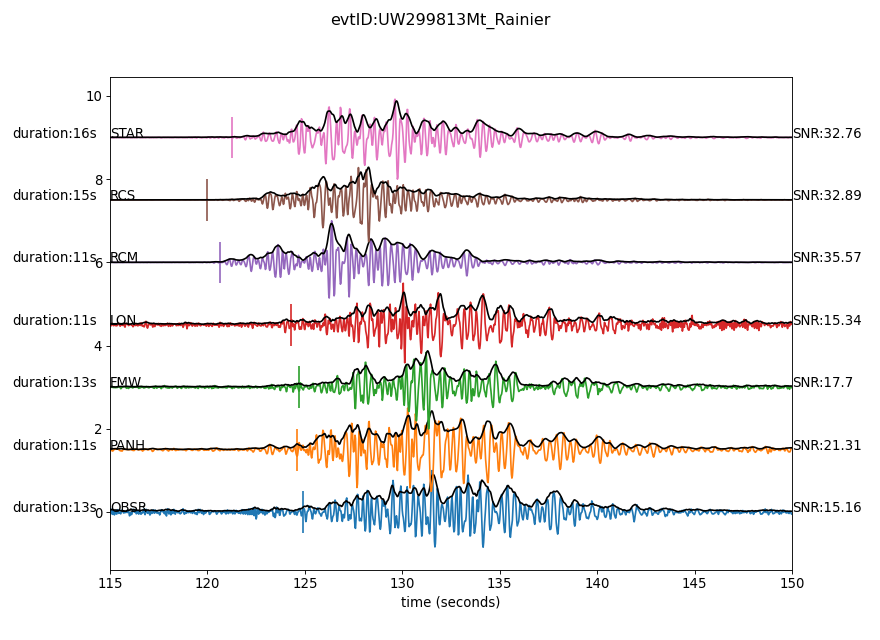 evtID:UW299813Mt_Rainier
10
duration:16s STAR SNR:32.76
8
duration:15s RCS SNR:32.89
duration:11s RCM SNR:35.57
6
duration:11s LON SNR:15.34
4
duration:13s FMW SNR:17.7
2
duration:11s PANH SNR:21.31
duration:13s OBSR SNR:15.16
0
115 120 125 130 135 140 145 150
time (seconds)